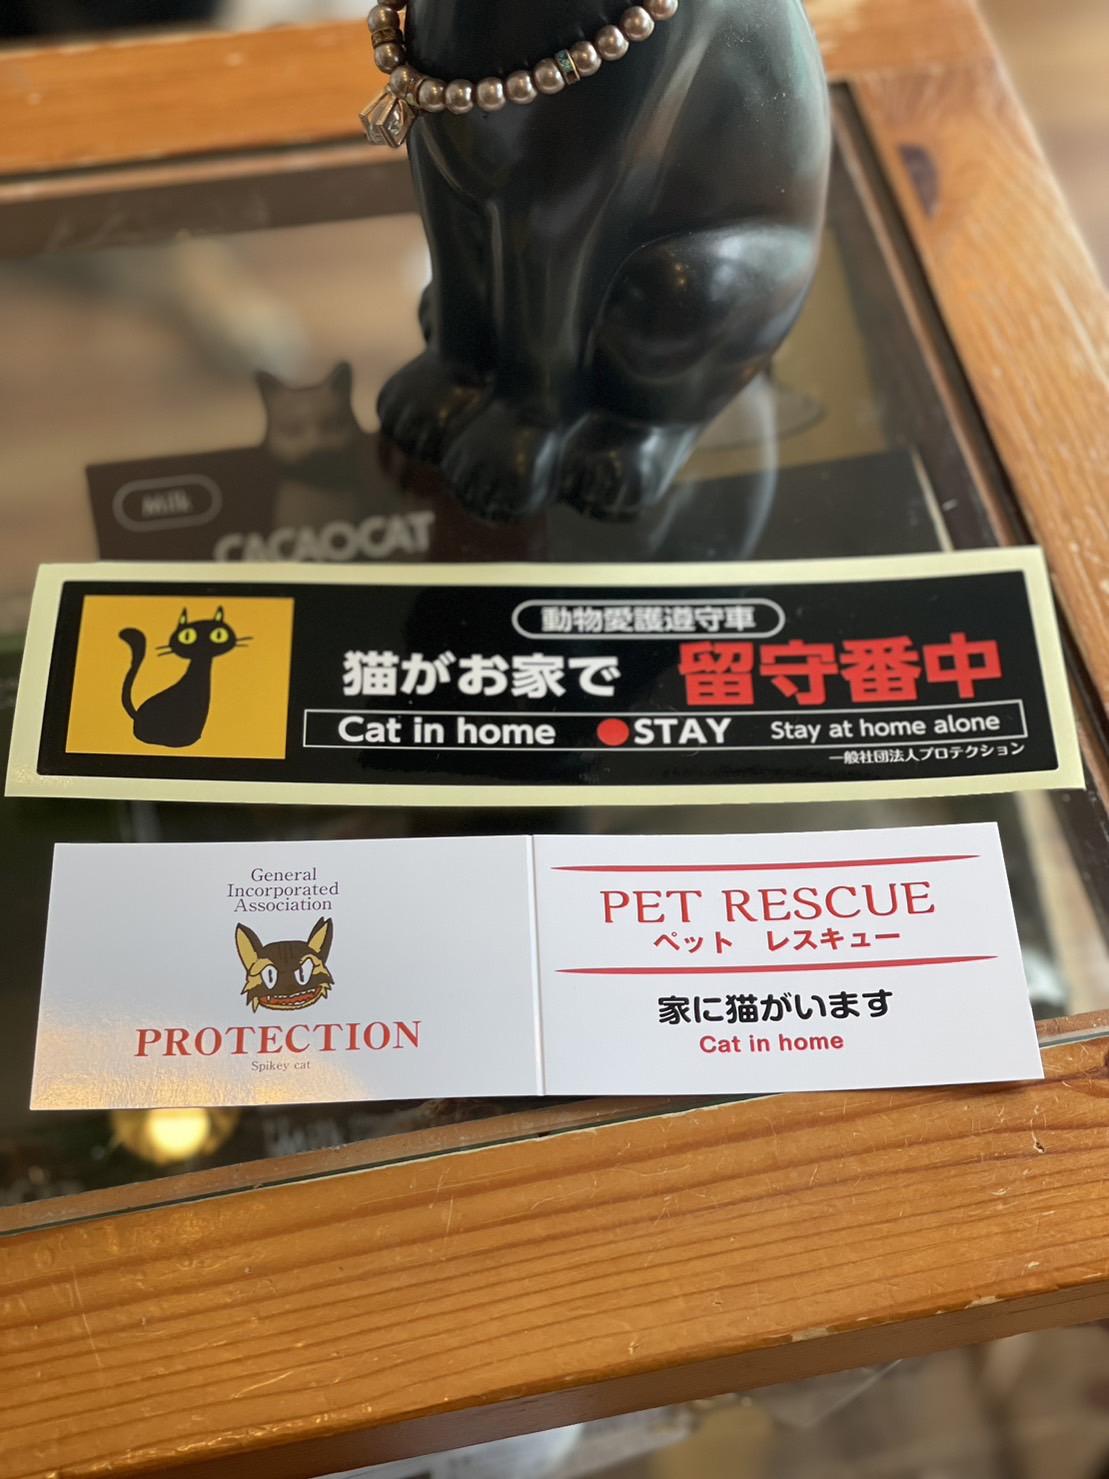 Milk
CACAOCAT
動物愛護遵守車
猫がお家で 留守番中
Cat in home ●STAY Stay at home alone
一般社団法人プロテクション
General
Incorporated
Association
PROTECTION
Spikey cat
PET RESCUE
ペット レスキュー
家に猫がいます
Cat in home